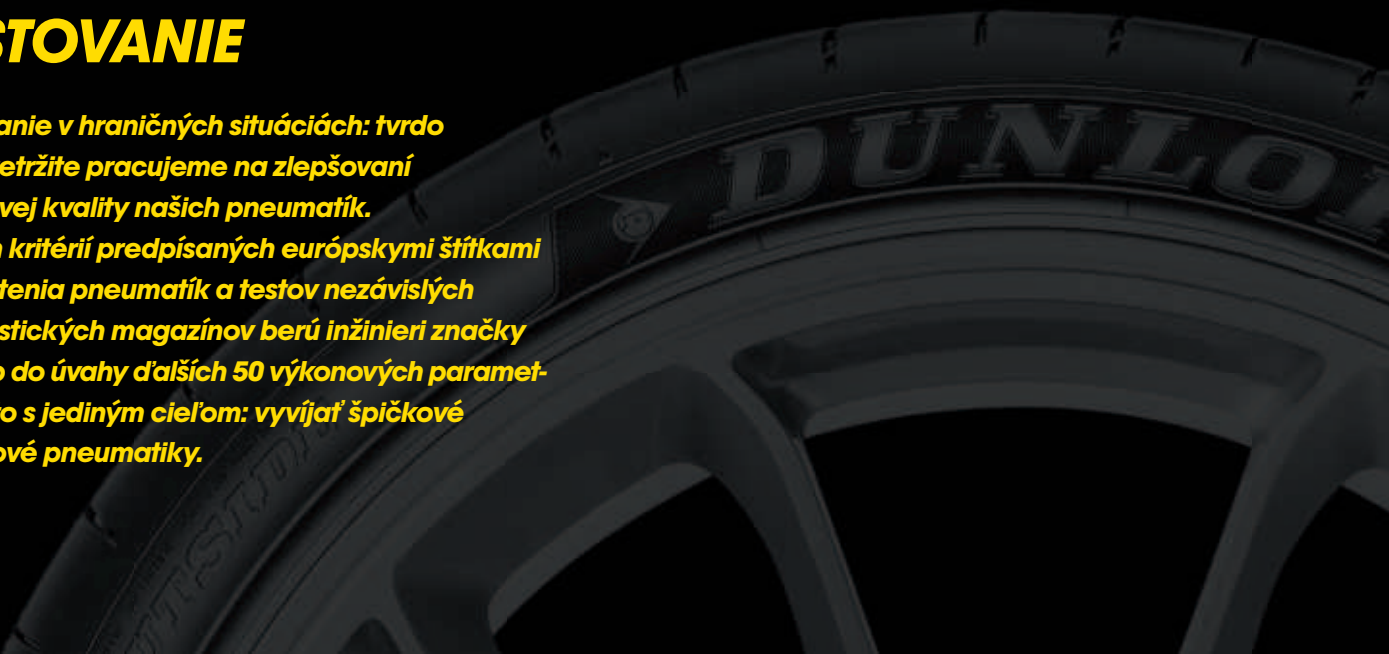 STOVANIE
anie v hraničných situáciách: tvrdo
etržite pracujeme na zlepšovaní
vej kvality našich pneumatík.
kritérií predpísaných európskymi štítkami
tenia pneumatík a testov nezávislých
stických magazínov berú inžinieri značky
do úvahy ďalších 50 výkonových paramet-
o s jediným cieľom: vyvíjať špičkové
ové pneumatiky.
DUNLO